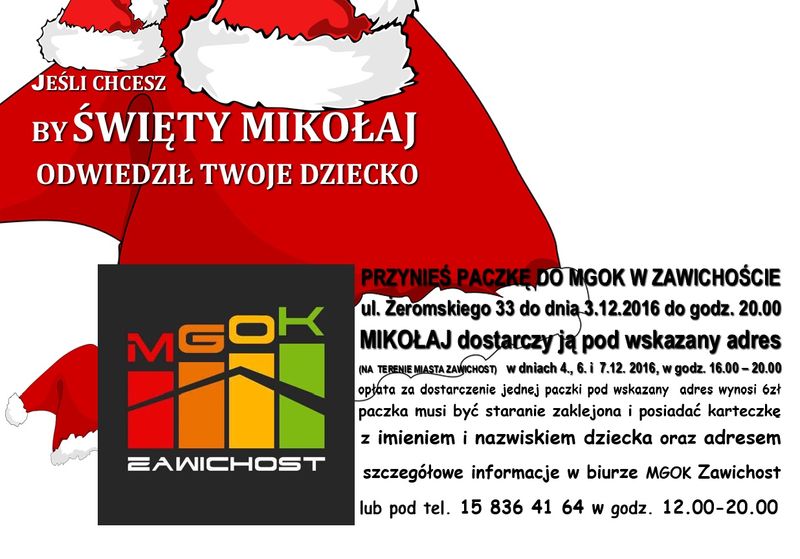 JEŚLI CHCESZ
BY ŚWIĘTY MIKOŁAJ
ODWIEDZIŁ TWOJE DZIECKO
MGOK
ZAWICHOST
PRZYNIEŚ PACZKĘ DO MGOK W ZAWICHOŚCIE
ul. Żeromskiego 33 do dnia 3.12.2016 do godz. 20.00
MIKOŁAJ dostarczy ją pod wskazany adres
(NA TERENIE MIASTA ZAWICHOST) w dniach 4., 6. i 7.12. 2016, w godz. 16.00 – 20.00
opłata za dostarczenie jednej paczki pod wskazany adres wynosi 6zł
paczka musi być staranie zaklejona i posiadać karteczkę
z imieniem i nazwiskiem dziecka oraz adresem
szczegółowe informacje w biurze MGOK Zawichost
lub pod tel. 15 836 41 64 w godz. 12.00-20.00